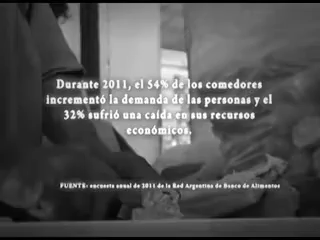 Durante 2011, el 54% de los comedores
incrementó la demanda de las personas y el
32% sufrió una caída en sus recursos
económicos.
FUENTE- encuesta anual de 2011 de la Red Argentina de Banco de Alimentos